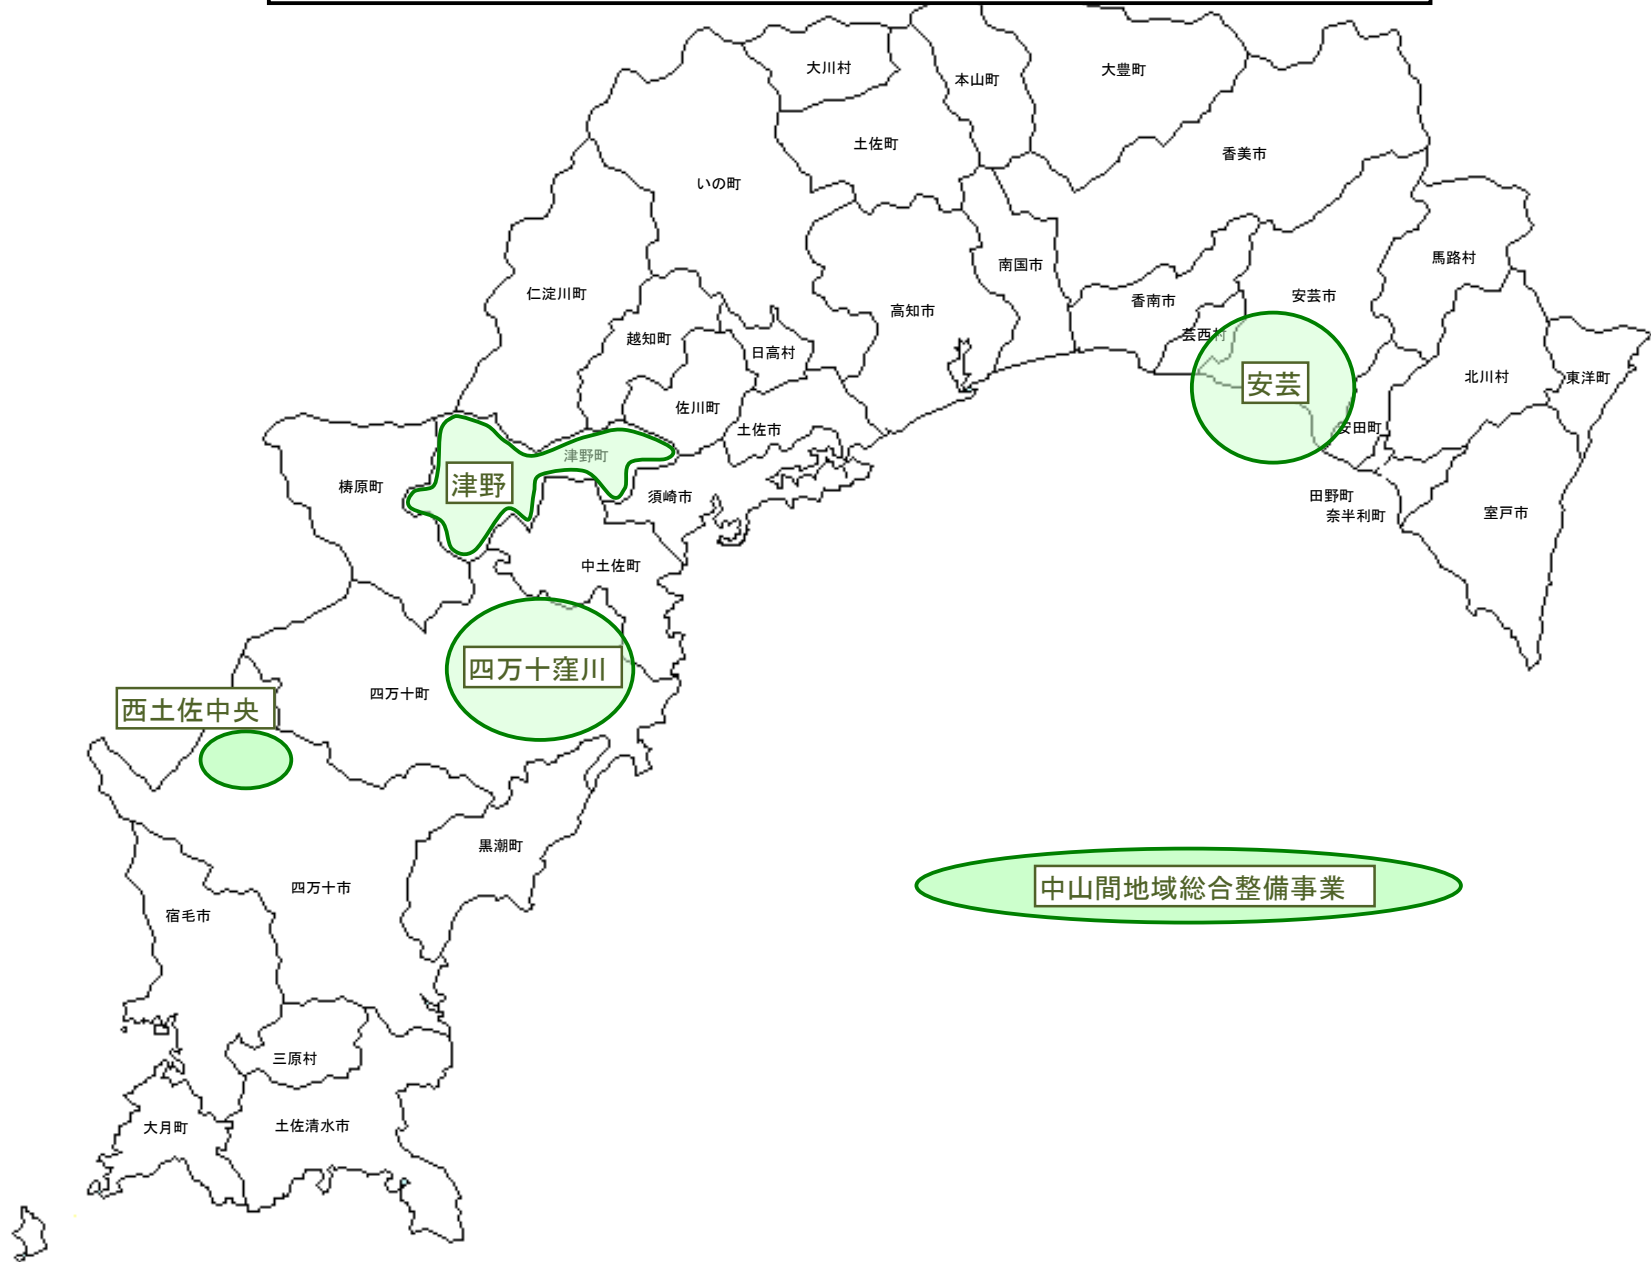 大川村
本山町
大豊町
土佐町
香美市
いの町
馬路村
南国市
仁淀川町
香南市
安芸市
高知市
越知町
芸西村
日高村
安芸
北川村
東洋町
佐川町
土佐市
安田町
津野町
梼原町
津野
須崎市
田野町
奈半利町
室戸市
中土佐町
四万十窪川
四万十町
西土佐中央
黒潮町
中山間地域総合整備事業
四万十市
宿毛市
三原村
大月町
土佐清水市